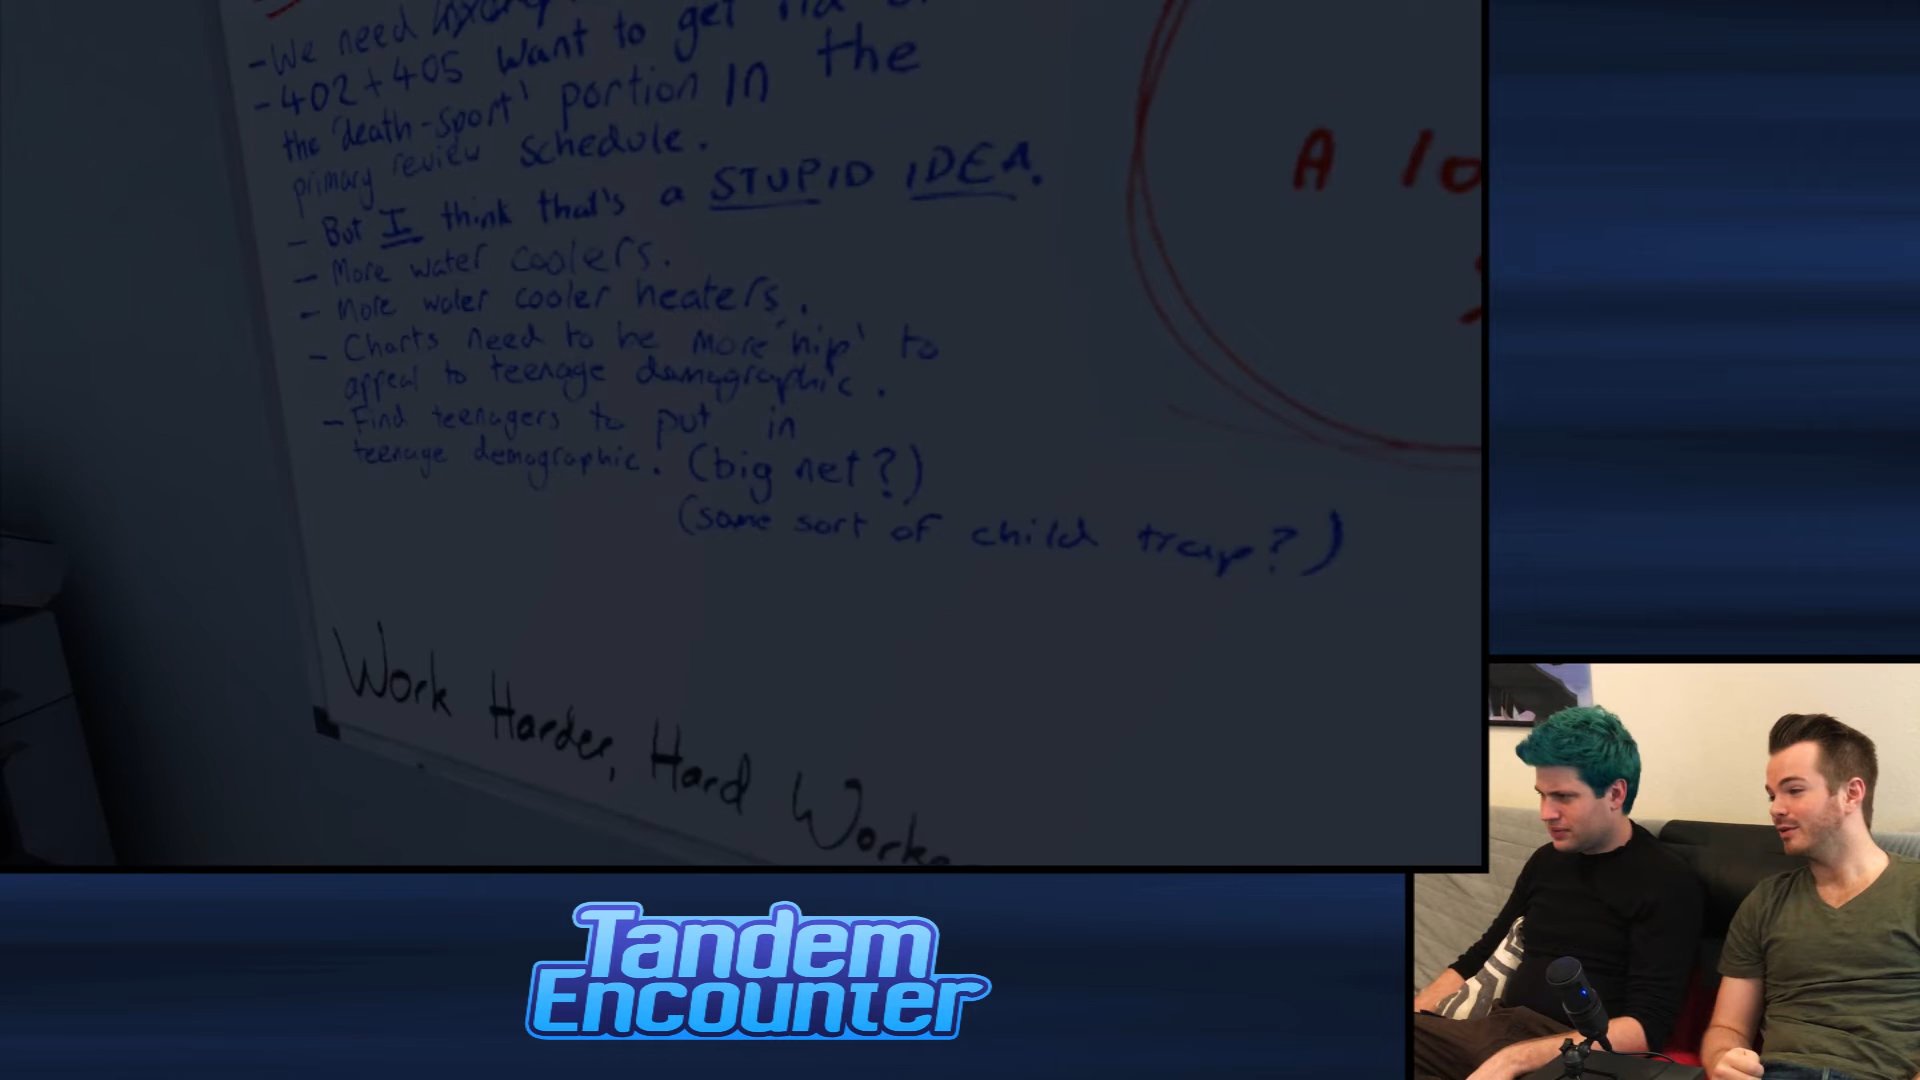 - We need
- 402 + 405 want to get rid
the 'death-sport' portion in the
primary review schedule.
- But I think that's a STUPID IDEA.
- More water coolers.
- More water cooler heaters.
- Charts need to be more 'hip' to
appeal to teenage demographic.
- Find teenagers to put in
teenage demographic. (big net?)
(some sort of child trap?)
A lo
Work Harder, Hard Worke
Tandem
Encounter